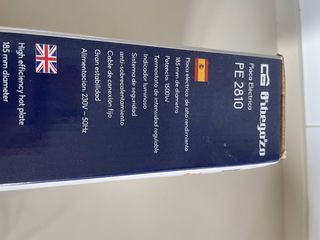 Orbegozo
Placa Eléctrica
PE 2810
Placa eléctrica de alto rendimiento
185 mm de diámetro
Potencia: 1500W
Termostato de intensidad regulable
Indicador luminoso
Sistema de seguridad
anti-sobrecalentamiento
Cable de conexión fijo
Gran estabilidad
Alimentación: 230V ~ 50Hz
High efficiency hot plate
185 mm diameter